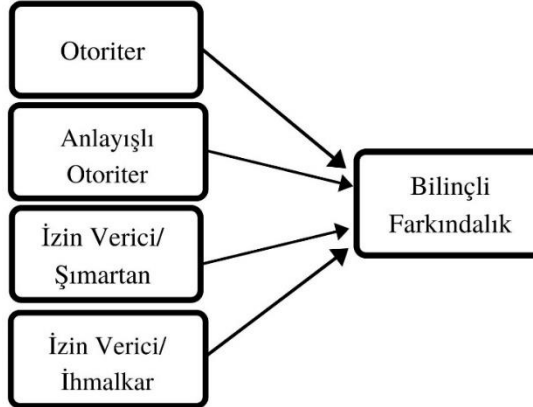 Otoriter
Anlayışlı
Otoriter
İzin Verici/
Şımartan
İzin Verici/
İhmalkar
Bilinçli
Farkındalık